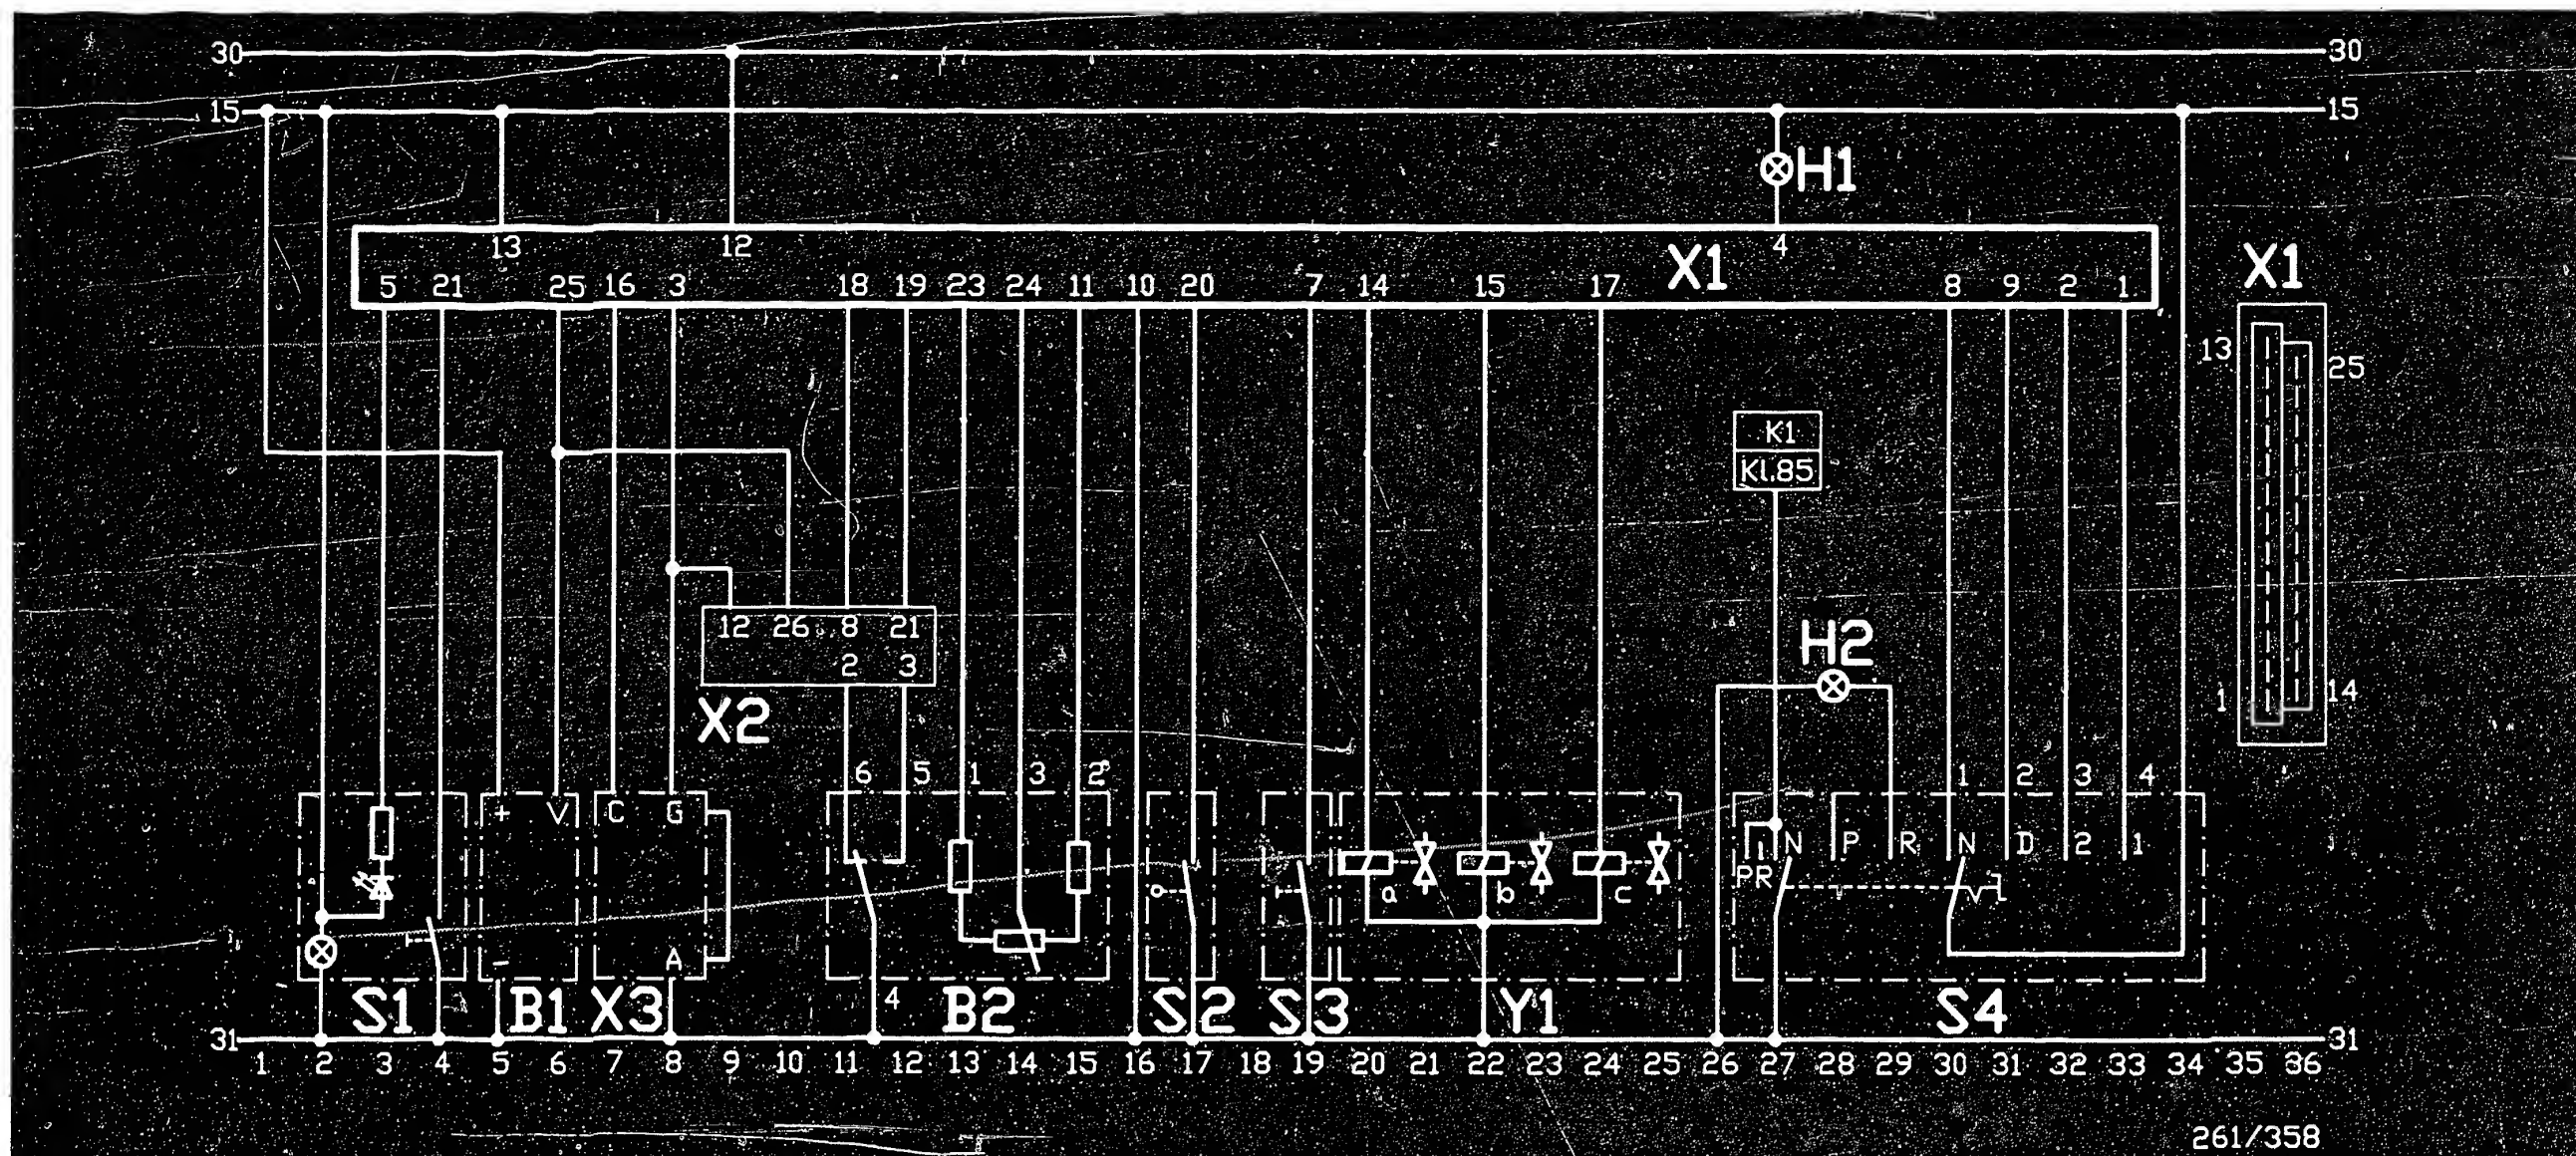 30 30
15 15
H1
13 12 4
X1 X1
5 21 25 16 3 18 19 23 24 11 10 20 7 14 15 17 8 9 2 1
13 25
K1
Kl.85
12 26 8 21
H2
2 3
1 14
X2
6 5 1 3 2 1 2 3 4
+ V C G
N P R N D 2 1
PR
a b c
- A
4
S1 B1 X3 B2 S2 S3 Y1 S4
31 31
1 2 3 4 5 6 7 8 9 10 11 12 13 14 15 16 17 18 19 20 21 22 23 24 25 26 27 28 29 30 31 32 33 34 35 36
261/358